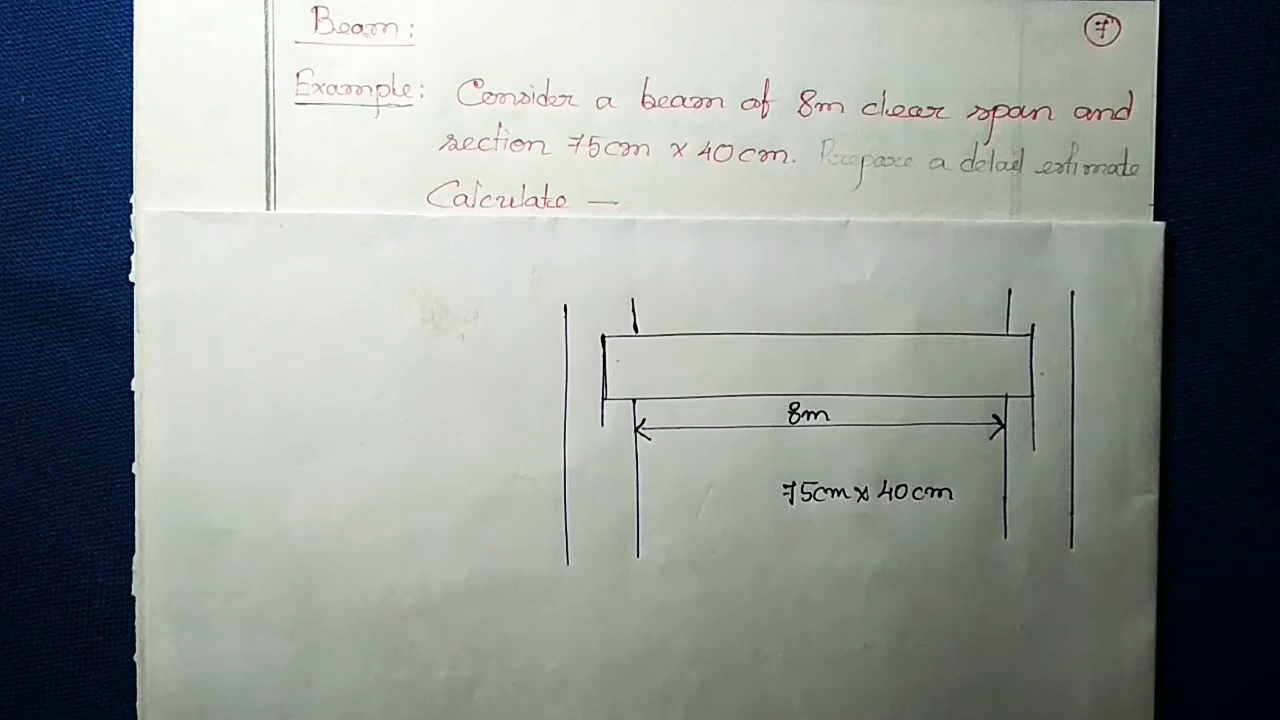 Beam:
7
Example: Consider a beam of 8m clear span and
section 75cm x 40cm. Prepare a detail estimate
Calculate —
8m
75cm x 40cm